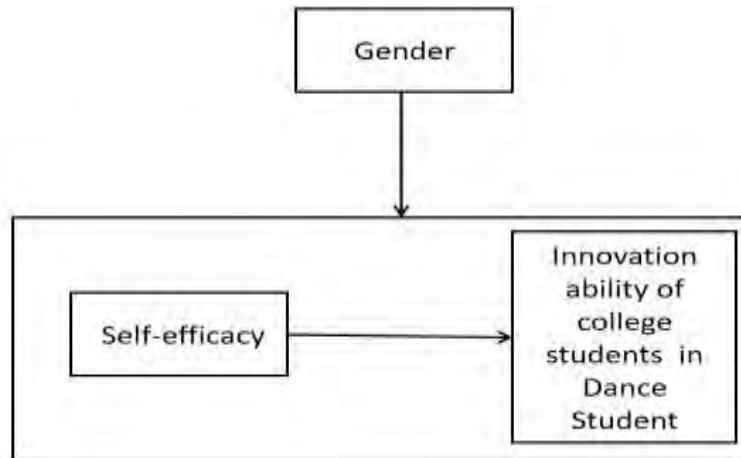 Gender
Self-efficacy
Innovation
ability of
college
students in
Dance
Student